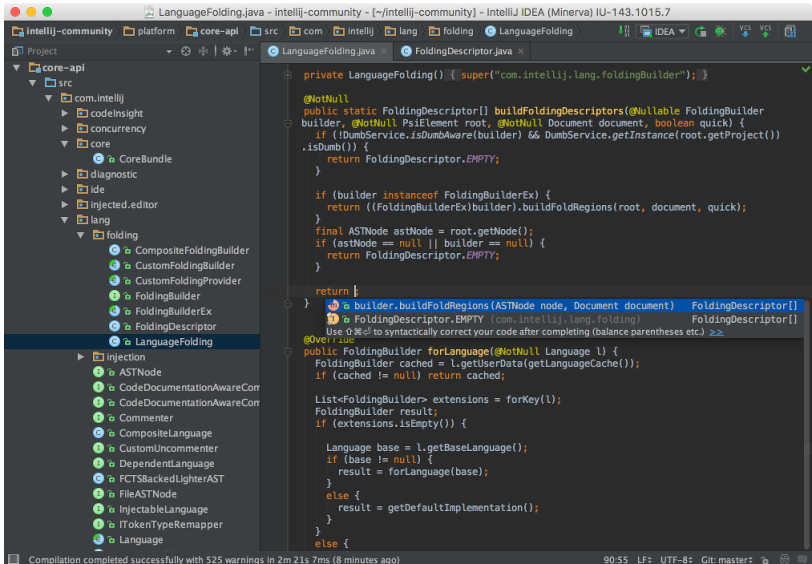 LanguageFolding.java - intellij-community - [~/intellij-community] - IntelliJ IDEA (Minerva) IU-143.1015.7
intellij-community platform core-api src com intellij lang folding LanguageFolding IDEA VCS VCS
Project
LanguageFolding.java × FoldingDescriptor.java ×
core-api
src
com.intellij
codeInsight
concurrency
core
CoreBundle
diagnostic
ide
injected.editor
lang
folding
CompositeFoldingBuilder
CustomFoldingBuilder
CustomFoldingProvider
FoldingBuilder
FoldingBuilderEx
FoldingDescriptor
LanguageFolding
injection
ASTNode
CodeDocumentationAwareCom
CodeDocumentationAwareCom
Commenter
CompositeLanguage
CustomUncommenter
DependentLanguage
FCTSBackedLighterAST
FileASTNode
InjectableLanguage
ITokenTypeRemapper
Language
private LanguageFolding() { super("com.intellij.lang.foldingBuilder"); }
@NotNull
public static FoldingDescriptor[] buildFoldingDescriptors(@Nullable FoldingBuilder
builder, @NotNull PsiElement root, @NotNull Document document, boolean quick) {
if (!DumbService.isDumbAware(builder) && DumbService.getInstance(root.getProject())
.isDumb()) {
return FoldingDescriptor.EMPTY;
}
if (builder instanceof FoldingBuilderEx) {
return ((FoldingBuilderEx)builder).buildFoldRegions(root, document, quick);
}
final ASTNode astNode = root.getNode();
if (astNode == null || builder == null) {
return FoldingDescriptor.EMPTY;
}
return ;
builder.buildFoldRegions(ASTNode node, Document document) FoldingDescriptor[]
}
FoldingDescriptor.EMPTY (com.intellij.lang.folding) FoldingDescriptor[]
Use ⇧⌘⏎ to syntactically correct your code after completing (balance parentheses etc.) >>
@Override
public FoldingBuilder forLanguage(@NotNull Language l) {
FoldingBuilder cached = l.getUserData(getLanguageCache());
if (cached != null) return cached;
List<FoldingBuilder> extensions = forKey(l);
FoldingBuilder result;
if (extensions.isEmpty()) {
Language base = l.getBaseLanguage();
if (base != null) {
result = forLanguage(base);
}
else {
result = getDefaultImplementation();
}
}
else {
Compilation completed successfully with 525 warnings in 2m 21s 7ms (8 minutes ago) 90:55 LF÷ UTF-8÷ Git: master÷